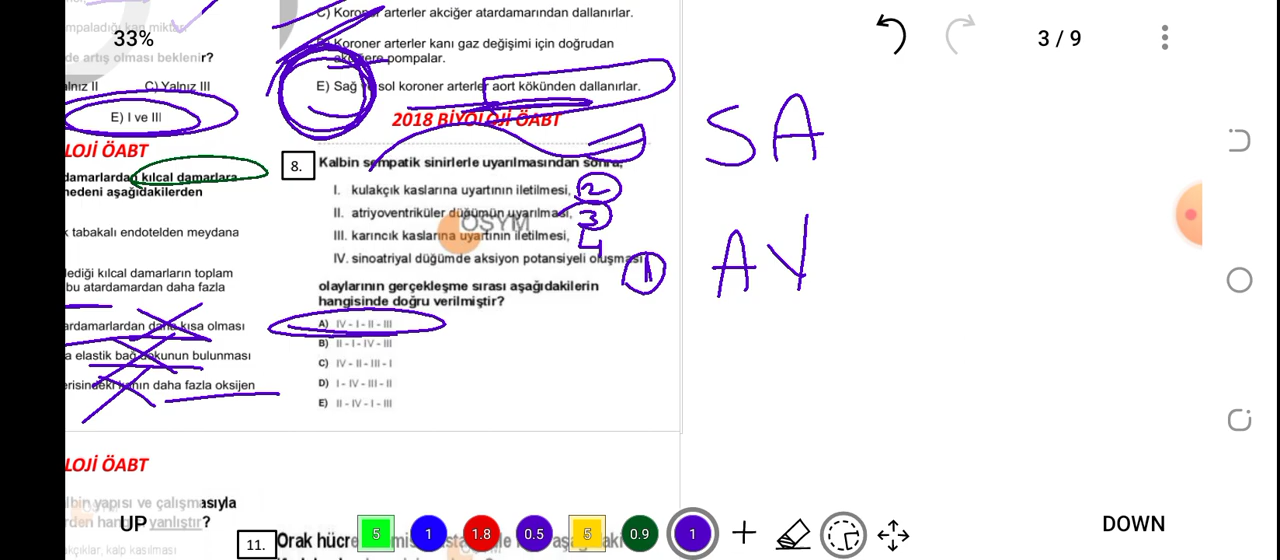 33%
3 / 9
de artış olması beklenir?
C) Yalnız III
E) I ve III
LOJİ ÖABT
damarlardan kılcal damarlara
nedeni aşağıdakilerden
tabakalı endotelden meydana
lediği kılcal damarların toplam
bu atardamardan daha fazla
ardamarlardan daha kısa olması
a elastik bağ dokunun bulunması
erisindeki kanın daha fazla oksijen
LOJİ ÖABT
lbin yapısı ve çalışmasıyla
rden hangi yanlıştır?
akçıklar, kalp kasılması
C) Koroner arterler akciğer atardamarından dallanırlar.
Koroner arterler kanı gaz değişimi için doğrudan
akciğere pompalar.
E) Sağ ve sol koroner arterler aort kökünden dallanırlar.
2018 BİYOLOJİ ÖABT
8. Kalbin sempatik sinirlerle uyarılmasından sonra;
I. kulakçık kaslarına uyartının iletilmesi, 2
II. atriyoventriküler düğümün uyarılması, 3
III. karıncık kaslarına uyartının iletilmesi, 4
IV. sinoatriyal düğümde aksiyon potansiyeli oluşması 1
olaylarının gerçekleşme sırası aşağıdakilerin
hangisinde doğru verilmiştir?
A) IV - I - II - III
B) II - I - IV - III
C) IV - II - III - I
D) I - IV - III - II
E) II - IV - I - III
ÖSYM
11. Orak hücre
SA
AV
UP
5 1 1.8 0.5 5 0.9 1
DOWN